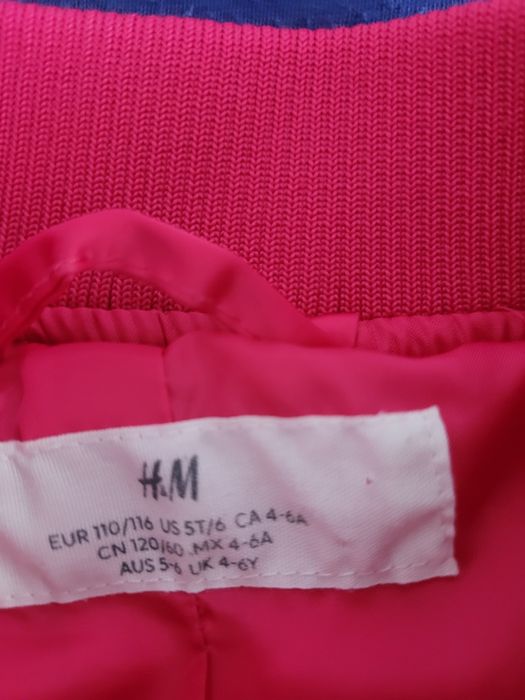 H&M
EUR 110/116 US 5T/6 CA 4-6A
CN 120/60 MX 4-6A
AUS 5-6 UK 4-6Y